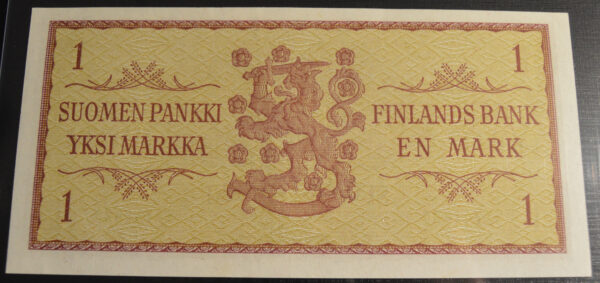 1 1
SUOMEN PANKKI
YKSI MARKKA
FINLANDS BANK
EN MARK
1 1